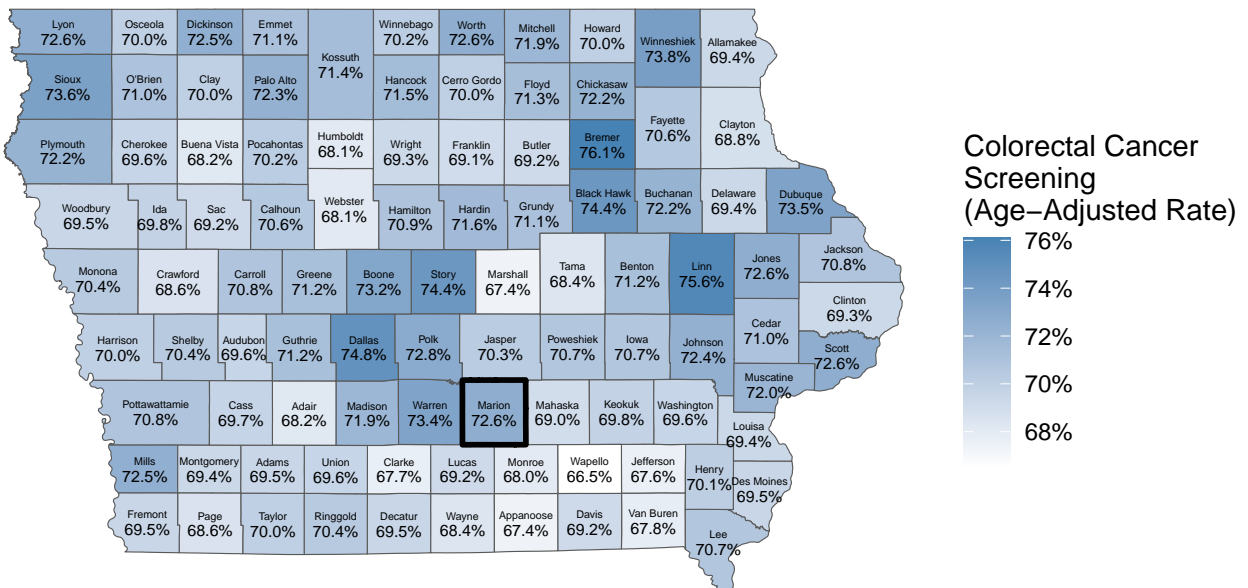 Lyon
72.6%
Osceola
70.0%
Dickinson
72.5%
Emmet
71.1%
Kossuth
71.4%
Winnebago
70.2%
Worth
72.6%
Mitchell
71.9%
Howard
70.0%
Winneshiek
73.8%
Allamakee
69.4%
Sioux
73.6%
O'Brien
71.0%
Clay
70.0%
Palo Alto
72.3%
Hancock
71.5%
Cerro Gordo
70.0%
Floyd
71.3%
Chickasaw
72.2%
Fayette
70.6%
Clayton
68.8%
Plymouth
72.2%
Cherokee
69.6%
Buena Vista
68.2%
Pocahontas
70.2%
Humboldt
68.1%
Wright
69.3%
Franklin
69.1%
Butler
69.2%
Bremer
76.1%
Woodbury
69.5%
Ida
69.8%
Sac
69.2%
Calhoun
70.6%
Webster
68.1%
Hamilton
70.9%
Hardin
71.6%
Grundy
71.1%
Black Hawk
74.4%
Buchanan
72.2%
Delaware
69.4%
Dubuque
73.5%
Monona
70.4%
Crawford
68.6%
Carroll
70.8%
Greene
71.2%
Boone
73.2%
Story
74.4%
Marshall
67.4%
Tama
68.4%
Benton
71.2%
Linn
75.6%
Jones
72.6%
Jackson
70.8%
Clinton
69.3%
Harrison
70.0%
Shelby
70.4%
Audubon
69.6%
Guthrie
71.2%
Dallas
74.8%
Polk
72.8%
Jasper
70.3%
Poweshiek
70.7%
Iowa
70.7%
Johnson
72.4%
Cedar
71.0%
Scott
72.6%
Muscatine
72.0%
Pottawattamie
70.8%
Cass
69.7%
Adair
68.2%
Madison
71.9%
Warren
73.4%
Marion
72.6%
Mahaska
69.0%
Keokuk
69.8%
Washington
69.6%
Louisa
69.4%
Mills
72.5%
Montgomery
69.4%
Adams
69.5%
Union
69.6%
Clarke
67.7%
Lucas
69.2%
Monroe
68.0%
Wapello
66.5%
Jefferson
67.6%
Henry
70.1%
Des Moines
69.5%
Fremont
69.5%
Page
68.6%
Taylor
70.0%
Ringgold
70.4%
Decatur
69.5%
Wayne
68.4%
Appanoose
67.4%
Davis
69.2%
Van Buren
67.8%
Lee
70.7%
Colorectal Cancer
Screening
(Age−Adjusted Rate)
76%
74%
72%
70%
68%